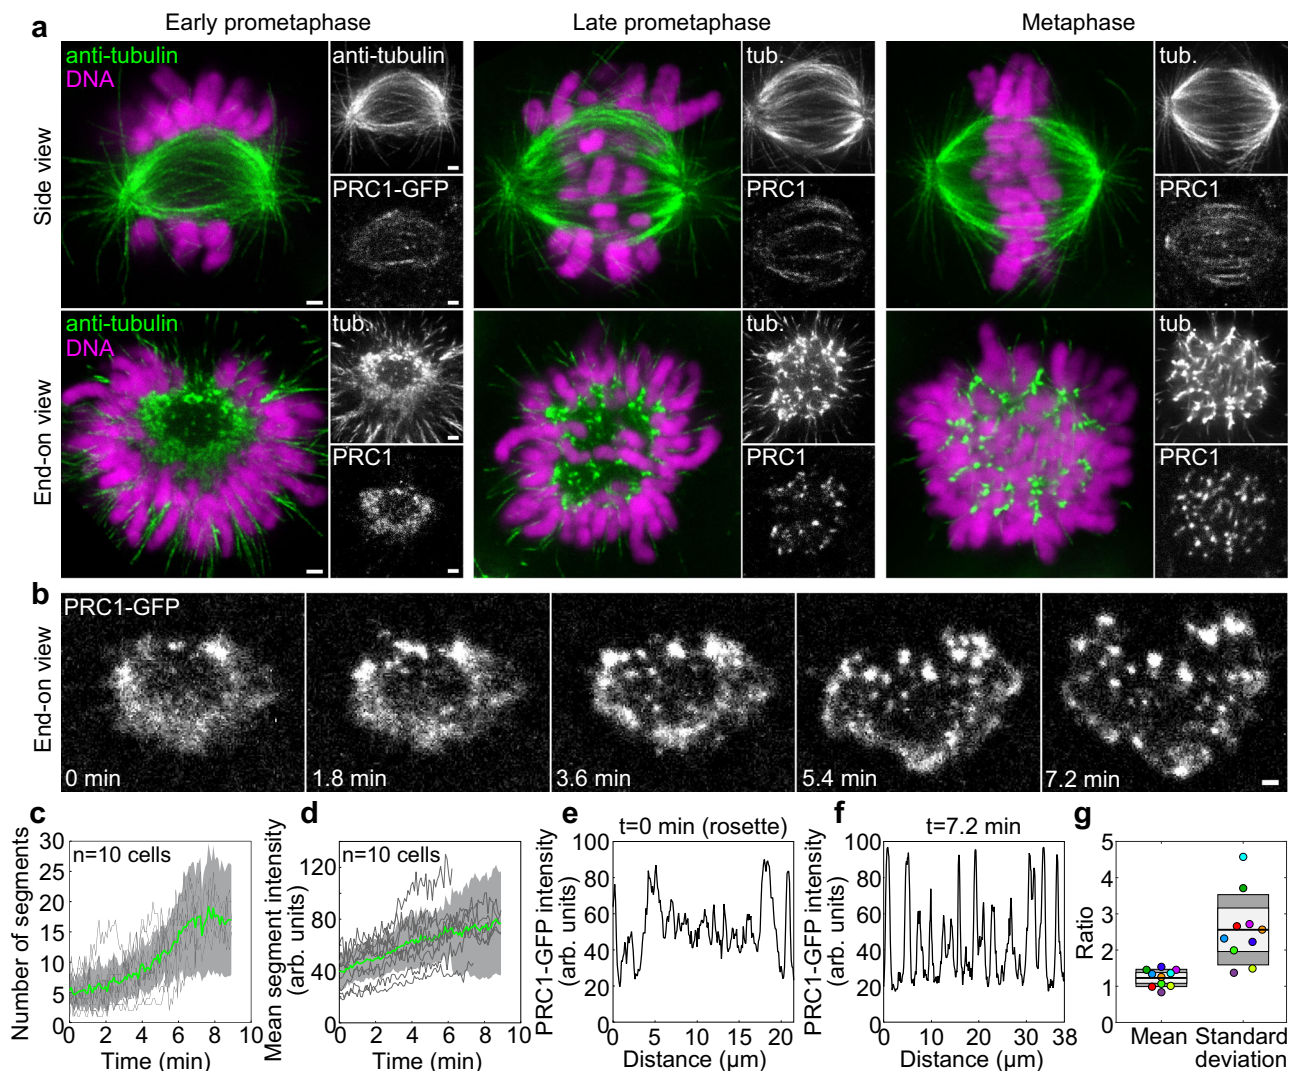 a
Early prometaphase
Late prometaphase
Metaphase
Side view
anti-tubulin
DNA
anti-tubulin
PRC1-GFP
tub.
PRC1
tub.
PRC1
End-on view
anti-tubulin
DNA
tub.
PRC1
tub.
PRC1
tub.
PRC1
b
End-on view
PRC1-GFP
0 min
1.8 min
3.6 min
5.4 min
7.2 min
c
Number of segments
n=10 cells
30
25
20
15
10
5
0
0 2 4 6 8 10
Time (min)
d
Mean segment intensity
(arb. units)
n=10 cells
120
80
40
0
0 2 4 6 8 10
Time (min)
e
t=0 min (rosette)
PRC1-GFP intensity
(arb. units)
100
80
60
40
20
0
0 5 10 15 20
Distance (μm)
f
t=7.2 min
PRC1-GFP intensity
(arb. units)
100
80
60
40
20
0
0 10 20 30 38
Distance (μm)
g
Ratio
5
4
3
2
1
0
Mean Standard
deviation